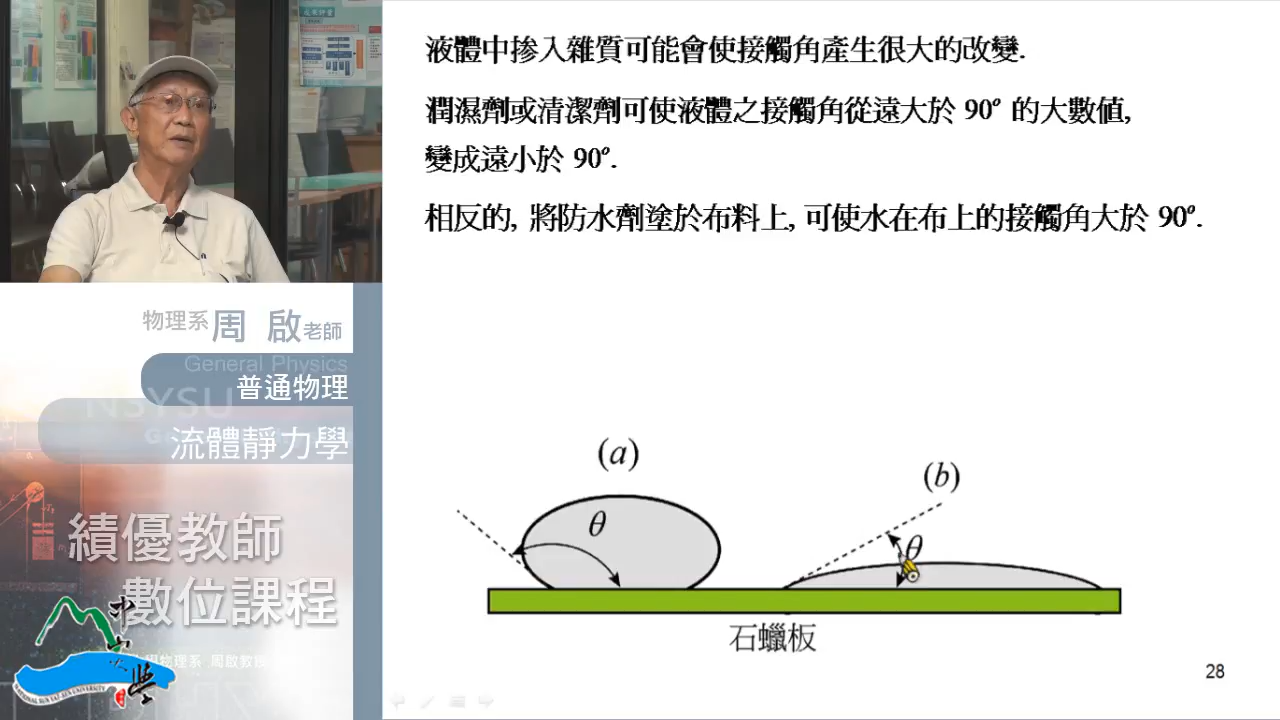 液體中摻入雜質可能會使接觸角產生很大的改變.
潤濕劑或清潔劑可使液體之接觸角從遠大於 90° 的大數值,
變成遠小於 90°.
相反的, 將防水劑塗於布料上, 可使水在布上的接觸角大於 90°.
物理系周 啟老師
General Physics
普通物理
NSYSU
流體靜力學
績優教師
數位課程
(a)
(b)
θ
θ
石蠟板
28